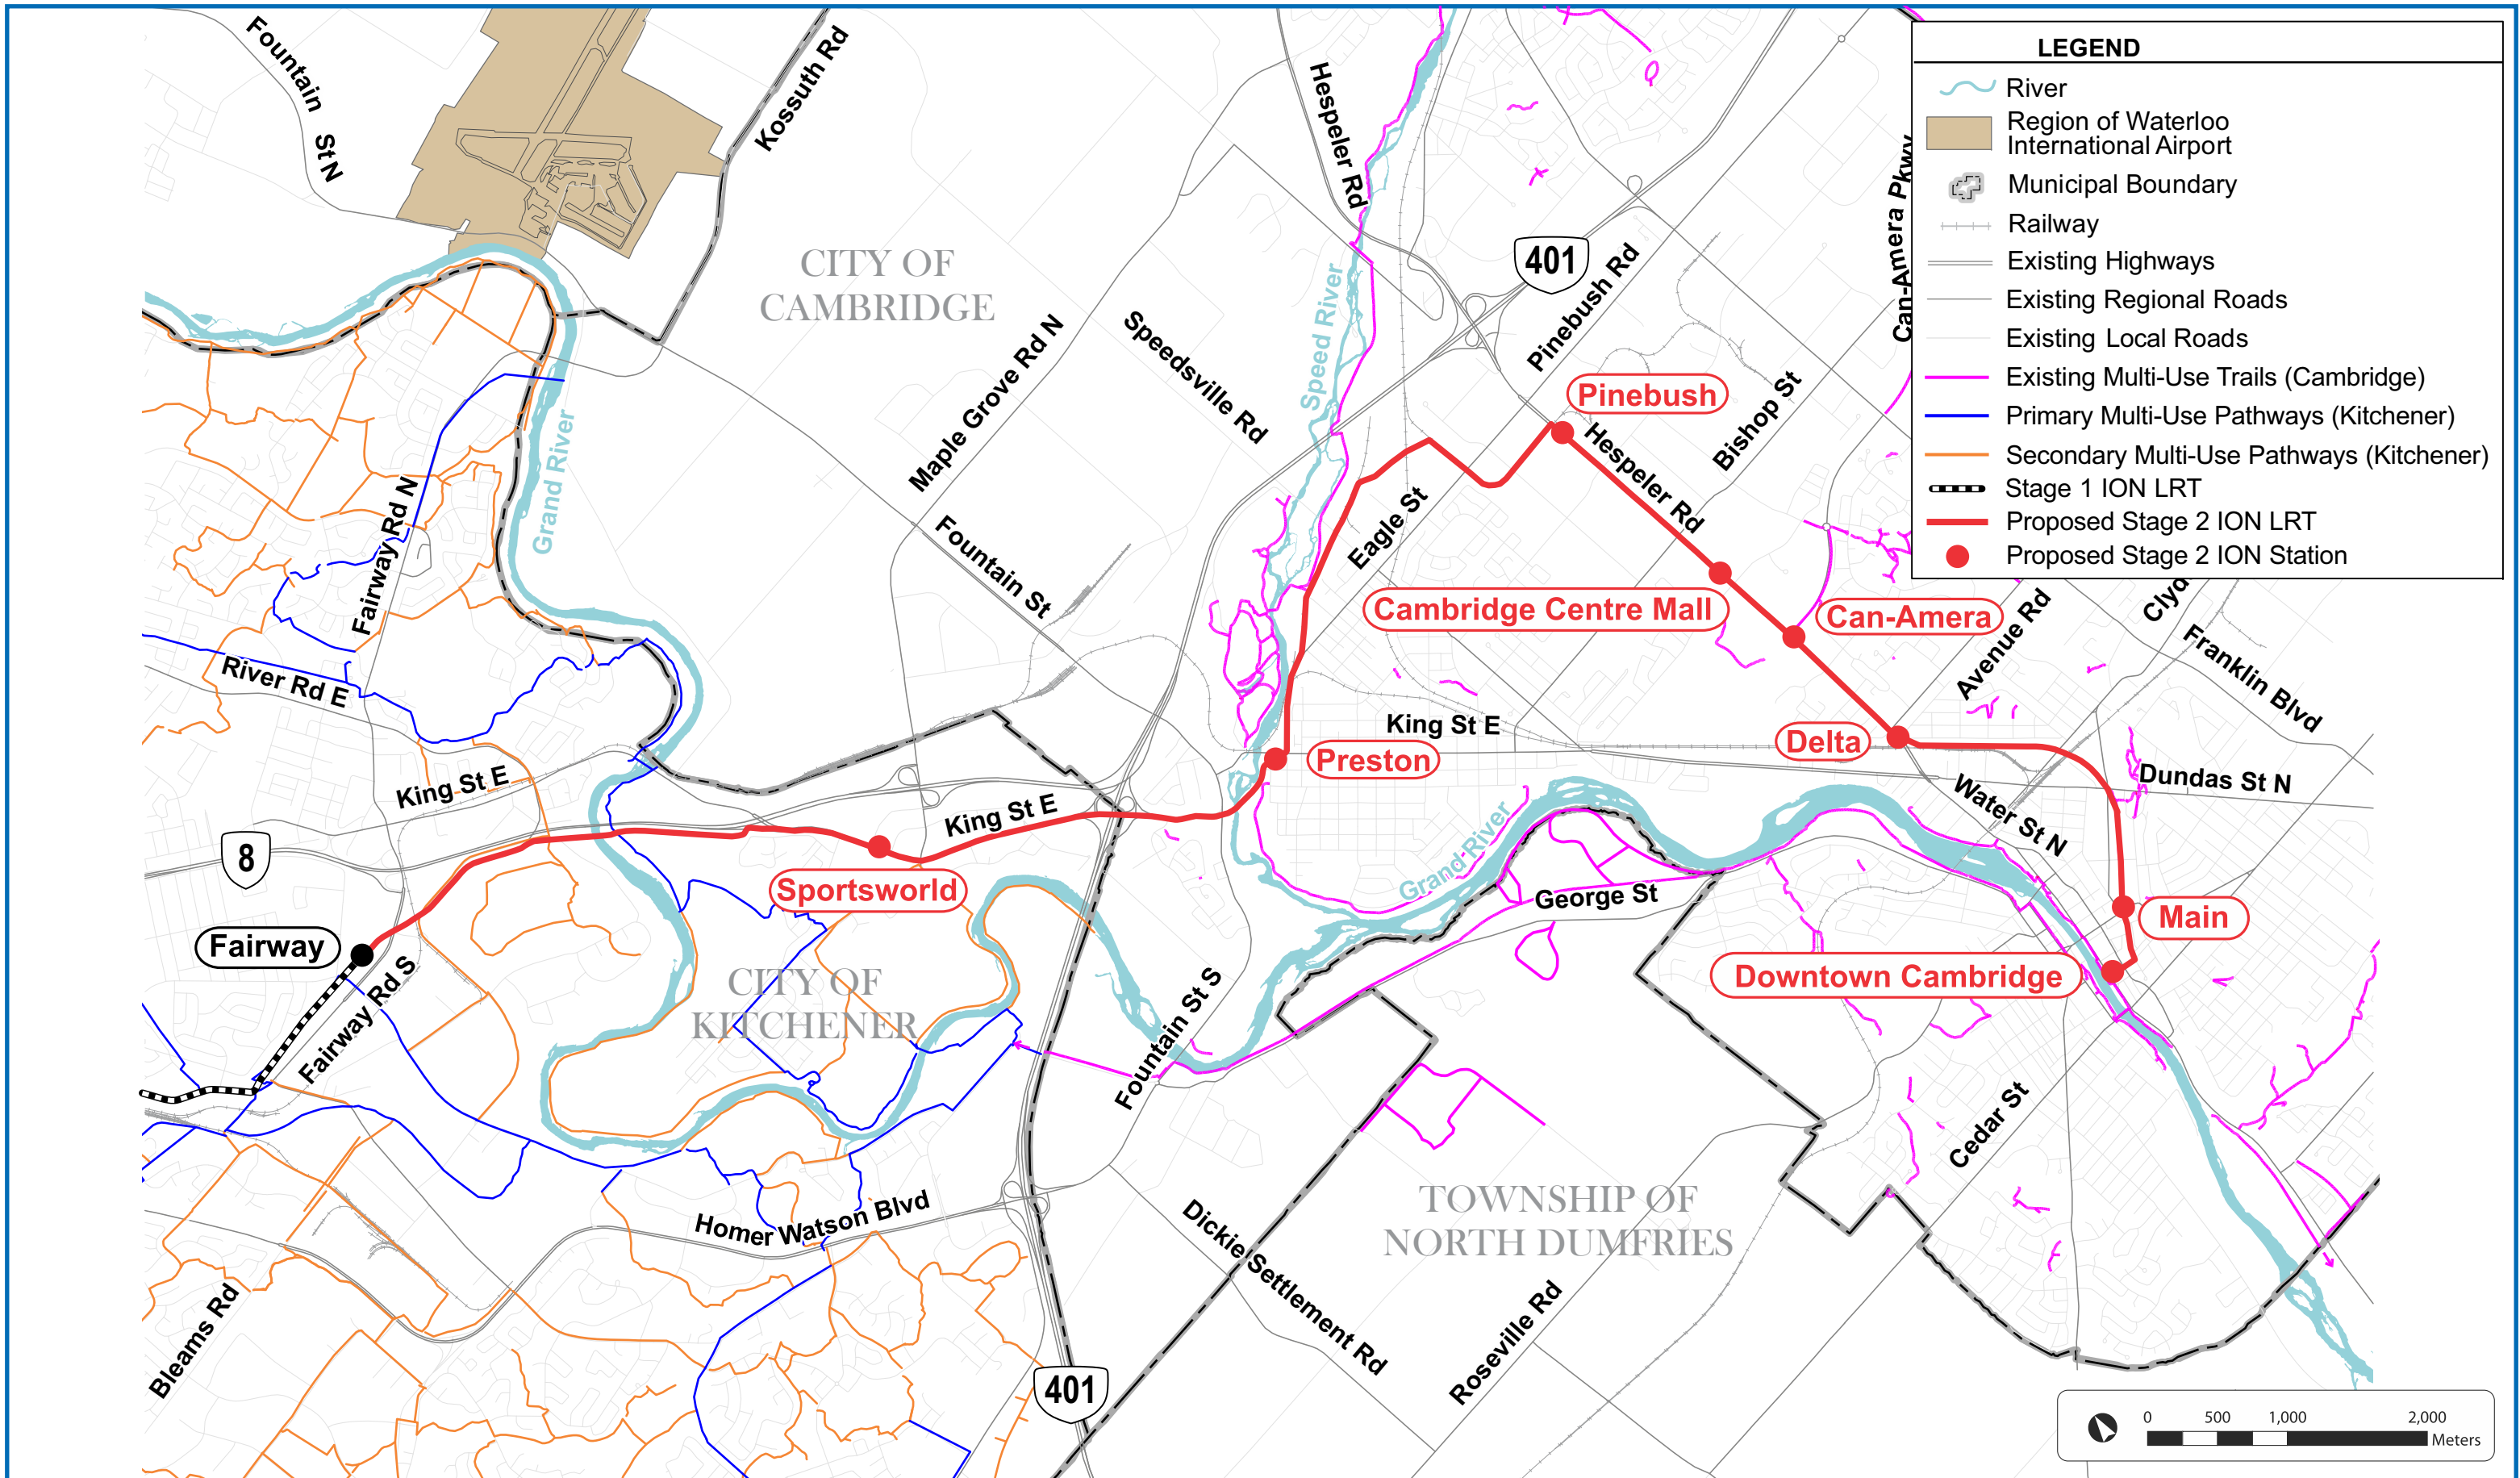 Fountain St N
Kossuth Rd
Hespeler Rd
LEGEND
River
Region of Waterloo
International Airport
Municipal Boundary
Railway
Existing Highways
Existing Regional Roads
Existing Local Roads
Existing Multi-Use Trails (Cambridge)
Primary Multi-Use Pathways (Kitchener)
Secondary Multi-Use Pathways (Kitchener)
Stage 1 ION LRT
Proposed Stage 2 ION LRT
Proposed Stage 2 ION Station
Can-Amera Pkwy
CITY OF
CAMBRIDGE
401
Pinebush Rd
Speed River
Maple Grove Rd N
Speedsville Rd
Pinebush
Bishop St
Hespeler Rd
Grand River
Fairway Rd N
Eagle St
Fountain St
Cambridge Centre Mall
Can-Amera
Avenue Rd
Clyd
Franklin Blvd
River Rd E
King St E
Delta
Preston
King St E
Dundas St N
Water St N
King St E
8
Sportsworld
Grand River
George St
Main
Fairway
Fairway Rd S
CITY OF
KITCHENER
Fountain St S
Downtown Cambridge
Cedar St
Homer Watson Blvd
TOWNSHIP OF
NORTH DUMFRIES
Dickie Settlement Rd
Roseville Rd
Bleams Rd
401
0 500 1,000 2,000
Meters